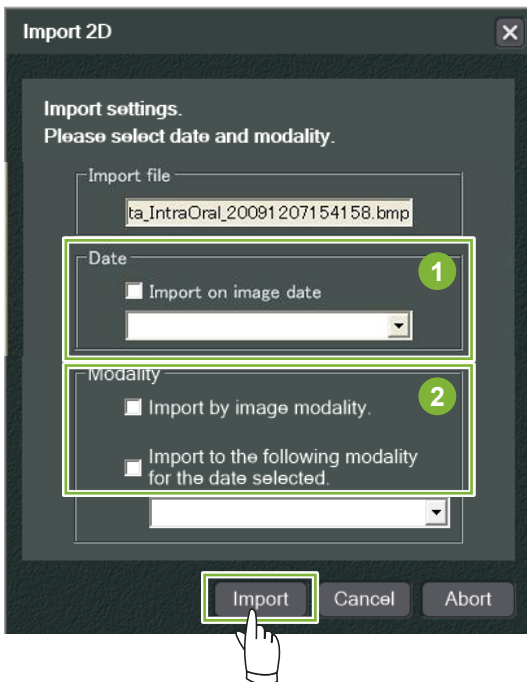 Import 2D
Import settings.
Please select date and modality.
Import file
ta_IntraOral_20091207154158.bmp
Date
1
Import on image date
Modality
2
Import by image modality.
Import to the following modality
for the date selected.
Import Cancel Abort